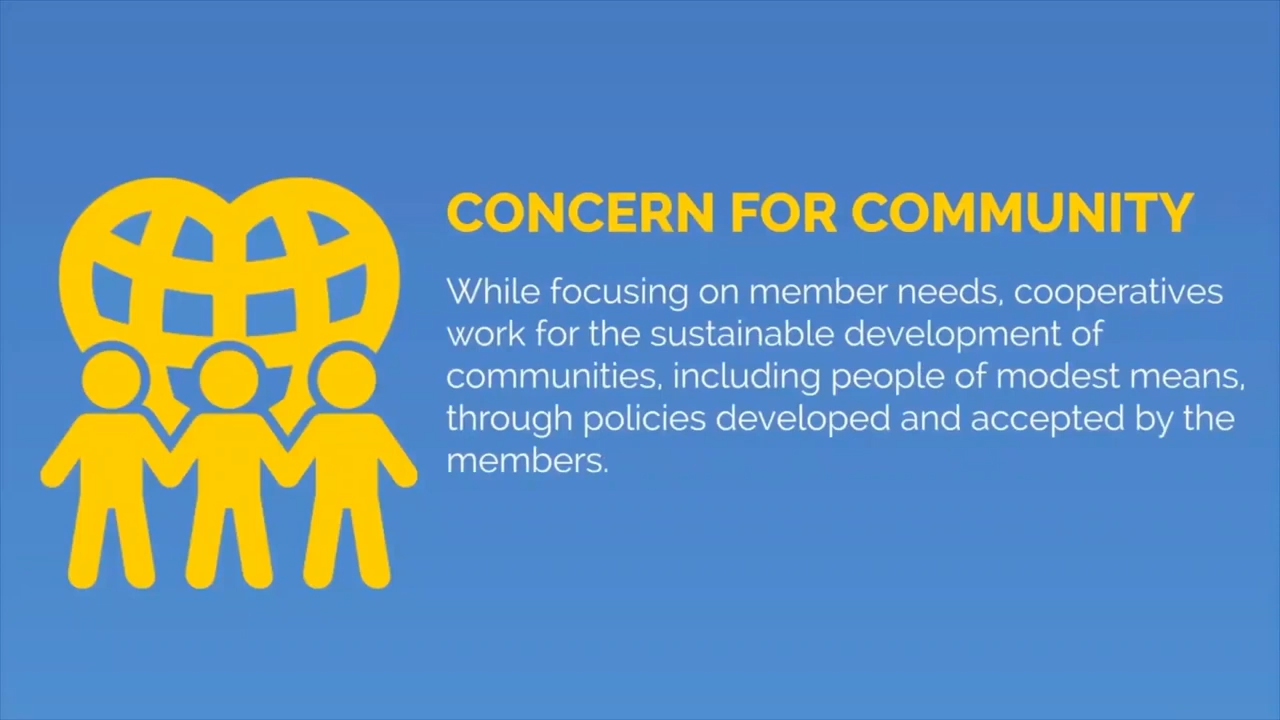 CONCERN FOR COMMUNITY
While focusing on member needs, cooperatives
work for the sustainable development of
communities, including people of modest means,
through policies developed and accepted by the
members.